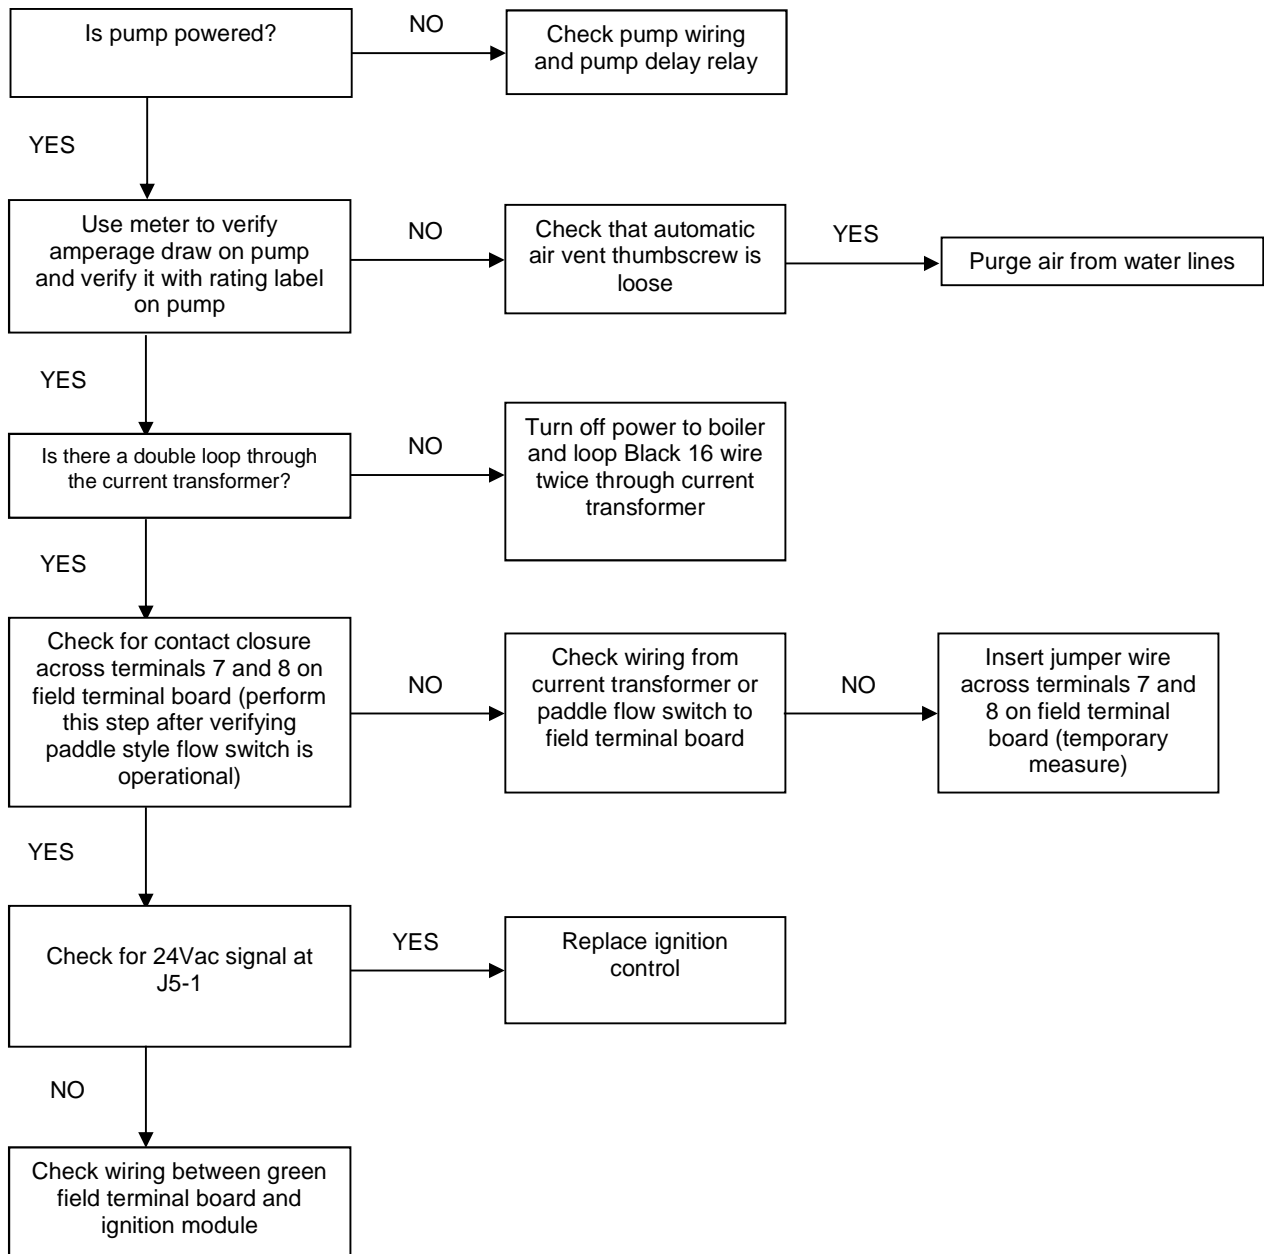 Is pump powered?
NO
Check pump wiring
and pump delay relay
YES
Use meter to verify
amperage draw on pump
and verify it with rating label
on pump
NO
Check that automatic
air vent thumbscrew is
loose
YES
Purge air from water lines
YES
Is there a double loop through
the current transformer?
NO
Turn off power to boiler
and loop Black 16 wire
twice through current
transformer
YES
Check for contact closure
across terminals 7 and 8 on
field terminal board (perform
this step after verifying
paddle style flow switch is
operational)
NO
Check wiring from
current transformer or
paddle flow switch to
field terminal board
NO
Insert jumper wire
across terminals 7 and
8 on field terminal
board (temporary
measure)
YES
Check for 24Vac signal at
J5-1
YES
Replace ignition
control
NO
Check wiring between green
field terminal board and
ignition module